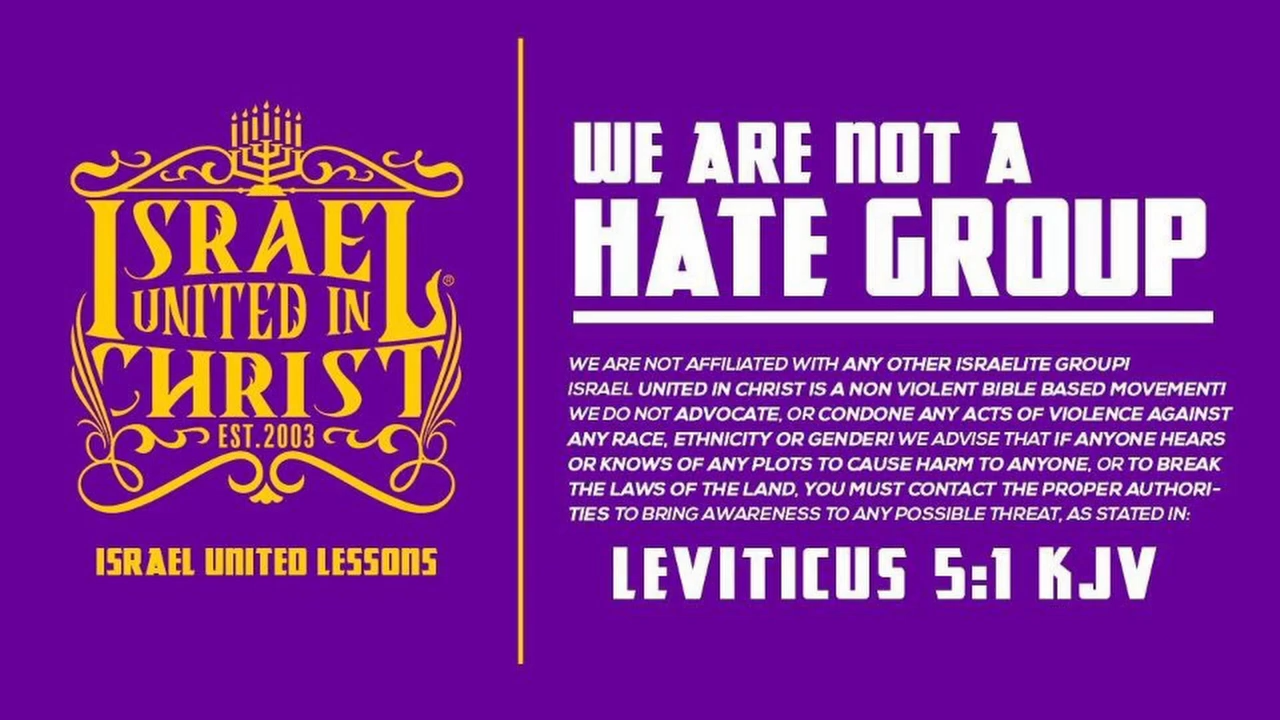 ISRAEL
UNITED IN
CHRIST
EST.2003
ISRAEL UNITED LESSONS
WE ARE NOT A
HATE GROUP
WE ARE NOT AFFILIATED WITH ANY OTHER ISRAELITE GROUP!
ISRAEL UNITED IN CHRIST IS A NON VIOLENT BIBLE BASED MOVEMENT!
WE DO NOT ADVOCATE, OR CONDONE ANY ACTS OF VIOLENCE AGAINST
ANY RACE, ETHNICITY OR GENDER! WE ADVISE THAT IF ANYONE HEARS
OR KNOWS OF ANY PLOTS TO CAUSE HARM TO ANYONE, OR TO BREAK
THE LAWS OF THE LAND, YOU MUST CONTACT THE PROPER AUTHORI-
TIES TO BRING AWARENESS TO ANY POSSIBLE THREAT, AS STATED IN:
LEVITICUS 5:1 KJV